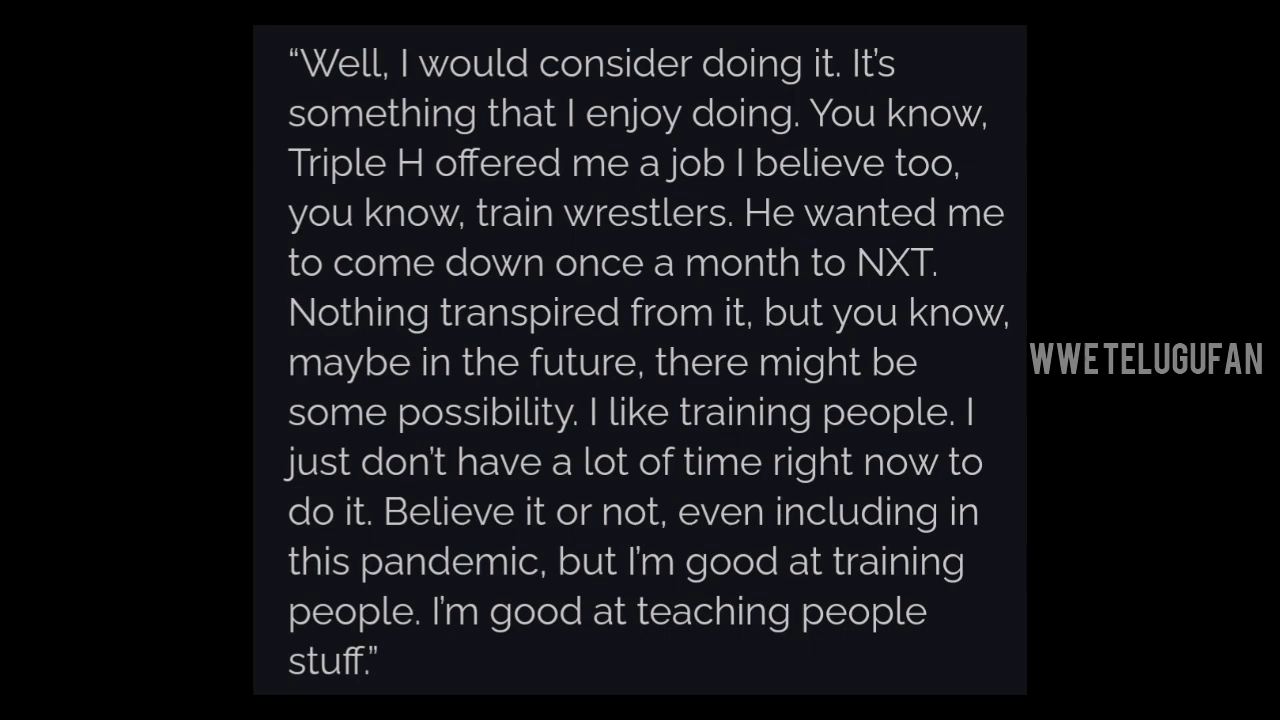 “Well, I would consider doing it. It’s
something that I enjoy doing. You know,
Triple H offered me a job I believe too,
you know, train wrestlers. He wanted me
to come down once a month to NXT.
Nothing transpired from it, but you know,
maybe in the future, there might be
some possibility. I like training people. I
just don’t have a lot of time right now to
do it. Believe it or not, even including in
this pandemic, but I’m good at training
people. I’m good at teaching people
stuff.”
WWETELUGUFAN